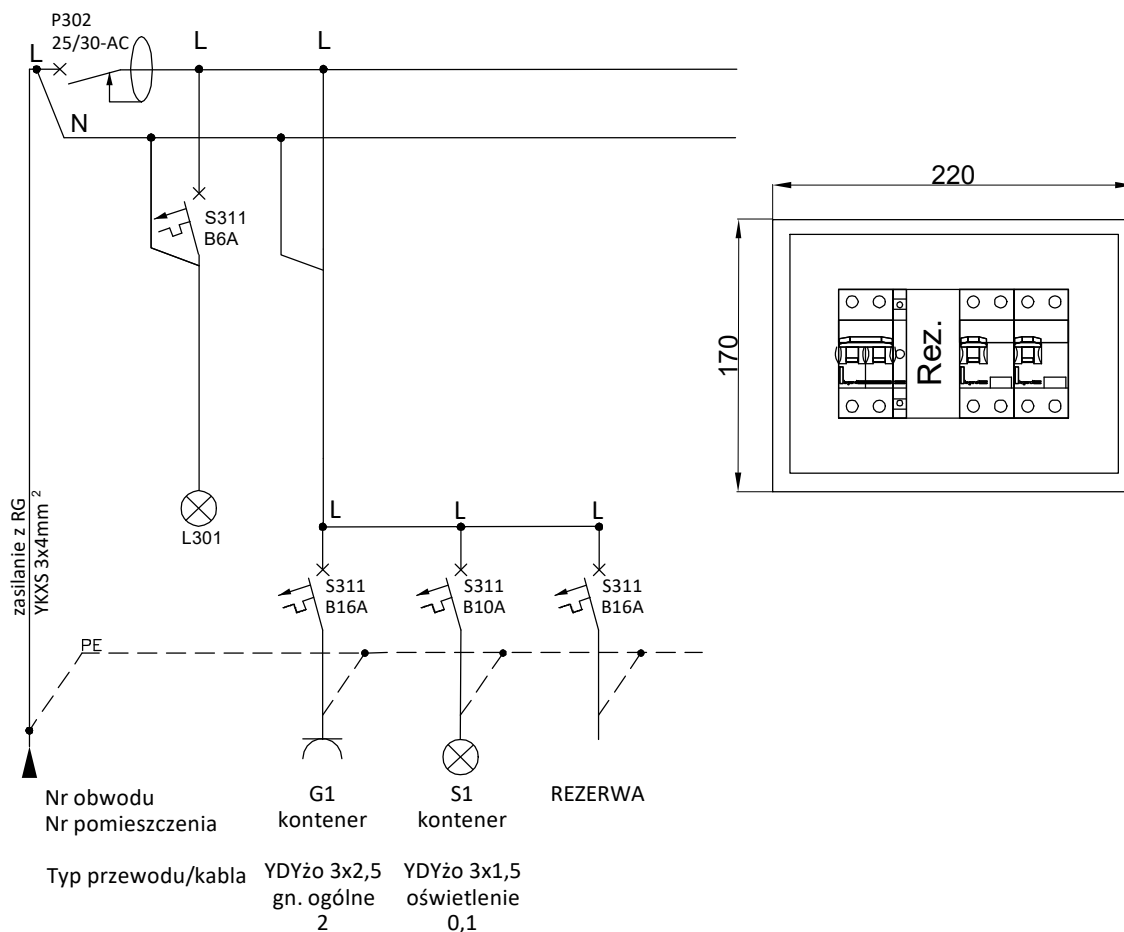 P302
25/30-AC
L
L
L
N
S311
B6A
220
170
Rez.
L301
zasilanie z RG
YKXS 3x4mm²
L
L
L
S311
B16A
S311
B10A
S311
B16A
PE
Nr obwodu
Nr pomieszczenia
G1
kontener
S1
kontener
REZERWA
Typ przewodu/kabla
YDYżo 3x2,5
gn. ogólne
2
YDYżo 3x1,5
oświetlenie
0,1